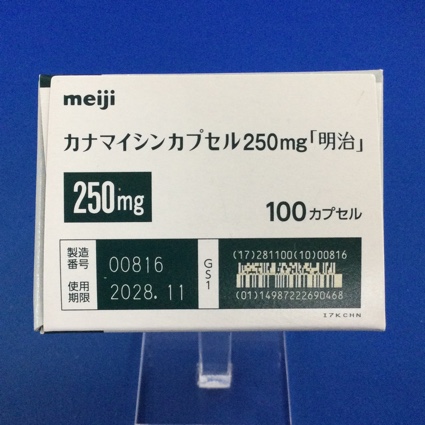 meiji
カナマイシンカプセル250mg「明治」
250mg
100カプセル
製造番号 00816
使用期限 2028.11
GS1
(17)281100(10)00816
(01)14987222690468
I7K.CHN